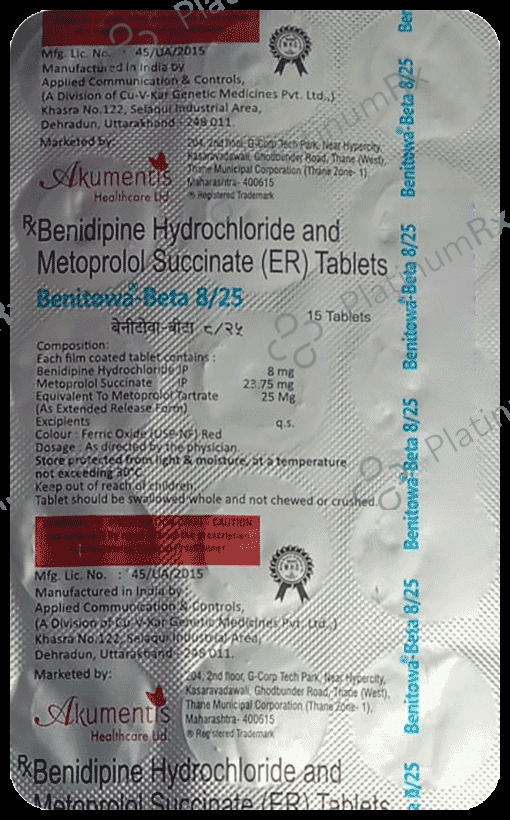 Mfg. Lic. No. : 45/UA/2015
Manufactured in India by
Applied Communication & Controls,
(A Division of Cu-V-Kar Genetic Medicines Pvt. Ltd.,)
Khasra No.122, Selaqui Industrial Area,
Dehradun, Uttarakhand - 248 011.
Marketed by:
204, 2nd floor, G-Corp Tech Park, Near Hypercity,
Kasaravadawali, Ghodbunder Road, Thane (West),
Thane Municipal Corporation (Thane Zone- 1),
Maharashtra- 400615
® Registered Trademark
Akumentis
Healthcare Ltd.
Rx Benidipine Hydrochloride and
Metoprolol Succinate (ER) Tablets
Benitowa®-Beta 8/25
बेनीटोवा-बीटा ८/२५
15 Tablets
Composition:
Each film coated tablet contains :
Benidipine Hydrochloride IP 8 mg
Metoprolol Succinate IP 23.75 mg
Equivalent To Metoprolol Tartrate 25 Mg
(As Extended Release Form)
Excipients q.s.
Colour : Ferric Oxide (USP-NF) Red
Dosage : As directed by the physician.
Store protected from light & moisture, at a temperature
not exceeding 30°C.
Keep out of reach of children.
Tablet should be swallowed whole and not chewed or crushed.
CAUTION
Mfg. Lic. No. : 45/UA/2015
Manufactured in India by
Applied Communication & Controls,
(A Division of Cu-V-Kar Genetic Medicines Pvt. Ltd.,)
Khasra No.122, Selaqui Industrial Area,
Dehradun, Uttarakhand - 248 011.
Marketed by:
204, 2nd floor, G-Corp Tech Park, Near Hypercity,
Kasaravadawali, Ghodbunder Road, Thane (West),
Thane Municipal Corporation (Thane Zone- 1),
Maharashtra- 400615
® Registered Trademark
Akumentis
Healthcare Ltd.
Rx Benidipine Hydrochloride and
Metoprolol Succinate (ER) Tablets
Ben
Benitowa®-Beta 8/25
Benitowa®-Beta 8/25
Benitowa®-Beta 8/25
Benitowa®-Beta 8/25
a 8/25
PlatinumRx
PlatinumRx
PlatinumRx